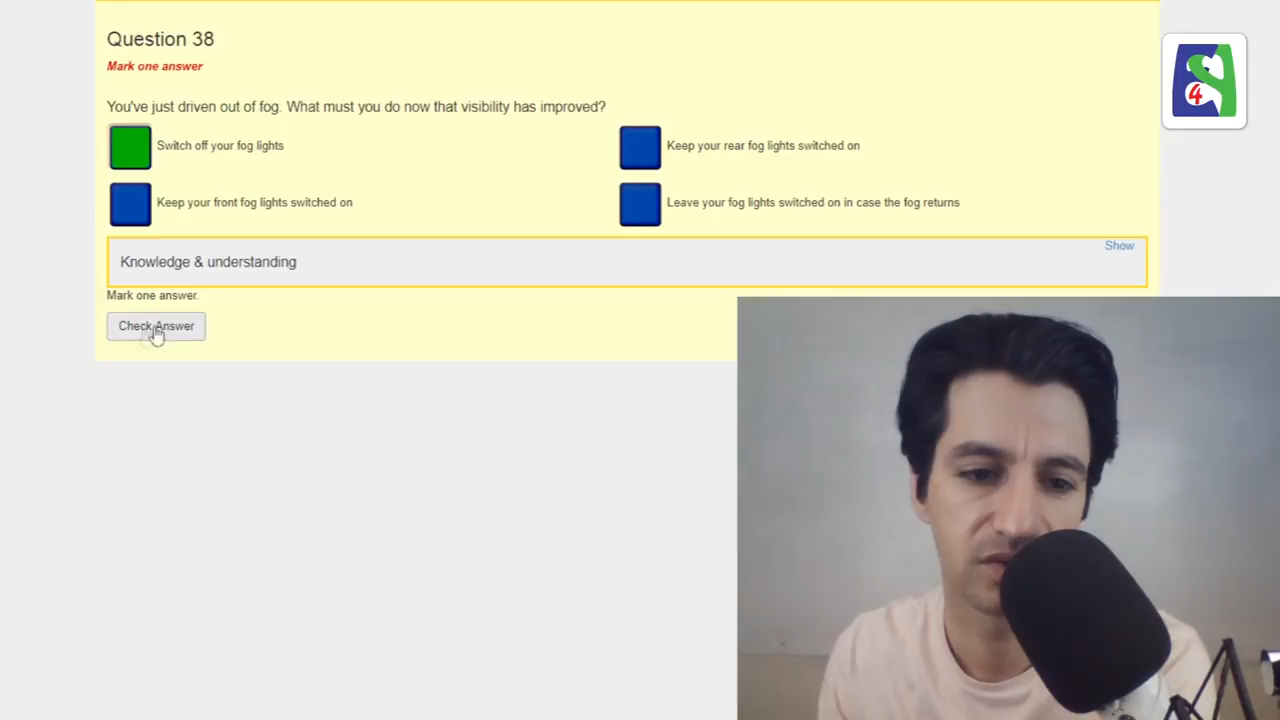 Question 38
Mark one answer
You've just driven out of fog. What must you do now that visibility has improved?
Switch off your fog lights
Keep your rear fog lights switched on
Keep your front fog lights switched on
Leave your fog lights switched on in case the fog returns
Show
Knowledge & understanding
Mark one answer.
Check Answer
4